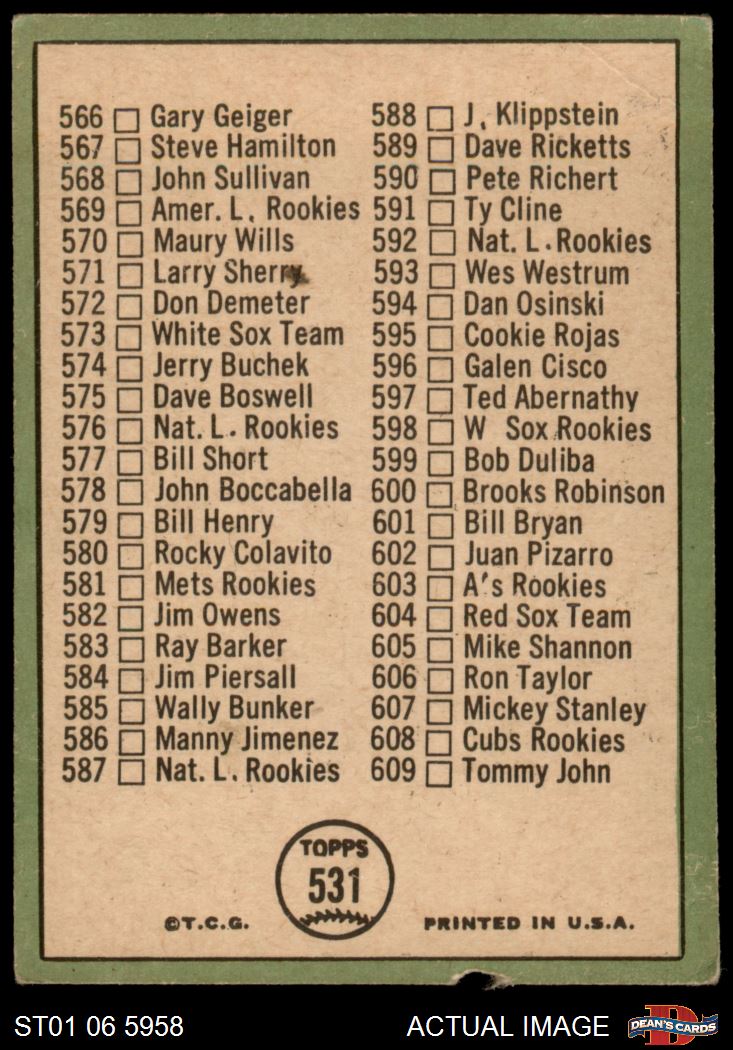 566 □ Gary Geiger
567 □ Steve Hamilton
568 □ John Sullivan
569 □ Amer. L. Rookies
570 □ Maury Wills
571 □ Larry Sherry
572 □ Don Demeter
573 □ White Sox Team
574 □ Jerry Buchek
575 □ Dave Boswell
576 □ Nat. L. Rookies
577 □ Bill Short
578 □ John Boccabella
579 □ Bill Henry
580 □ Rocky Colavito
581 □ Mets Rookies
582 □ Jim Owens
583 □ Ray Barker
584 □ Jim Piersall
585 □ Wally Bunker
586 □ Manny Jimenez
587 □ Nat. L. Rookies
588 □ J. Klippstein
589 □ Dave Ricketts
590 □ Pete Richert
591 □ Ty Cline
592 □ Nat. L. Rookies
593 □ Wes Westrum
594 □ Dan Osinski
595 □ Cookie Rojas
596 □ Galen Cisco
597 □ Ted Abernathy
598 □ W Sox Rookies
599 □ Bob Duliba
600 □ Brooks Robinson
601 □ Bill Bryan
602 □ Juan Pizarro
603 □ A's Rookies
604 □ Red Sox Team
605 □ Mike Shannon
606 □ Ron Taylor
607 □ Mickey Stanley
608 □ Cubs Rookies
609 □ Tommy John
TOPPS
531
©T.C.G.
PRINTED IN U.S.A.
ST01 06 5958
ACTUAL IMAGE
D
DEAN'S CARDS